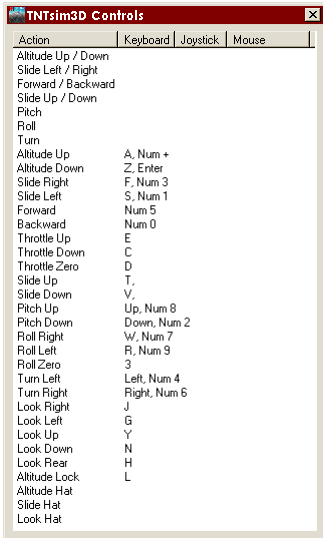 TNTsim3D Controls
Action Keyboard Joystick Mouse
Altitude Up / Down
Slide Left / Right
Forward / Backward
Slide Up / Down
Pitch
Roll
Turn
Altitude Up A, Num +
Altitude Down Z, Enter
Slide Right F, Num 3
Slide Left S, Num 1
Forward Num 5
Backward Num 0
Throttle Up E
Throttle Down C
Throttle Zero D
Slide Up T,
Slide Down V,
Pitch Up Up, Num 8
Pitch Down Down, Num 2
Roll Right W, Num 7
Roll Left R, Num 9
Roll Zero 3
Turn Left Left, Num 4
Turn Right Right, Num 6
Look Right J
Look Left G
Look Up Y
Look Down N
Look Rear H
Altitude Lock L
Altitude Hat
Slide Hat
Look Hat